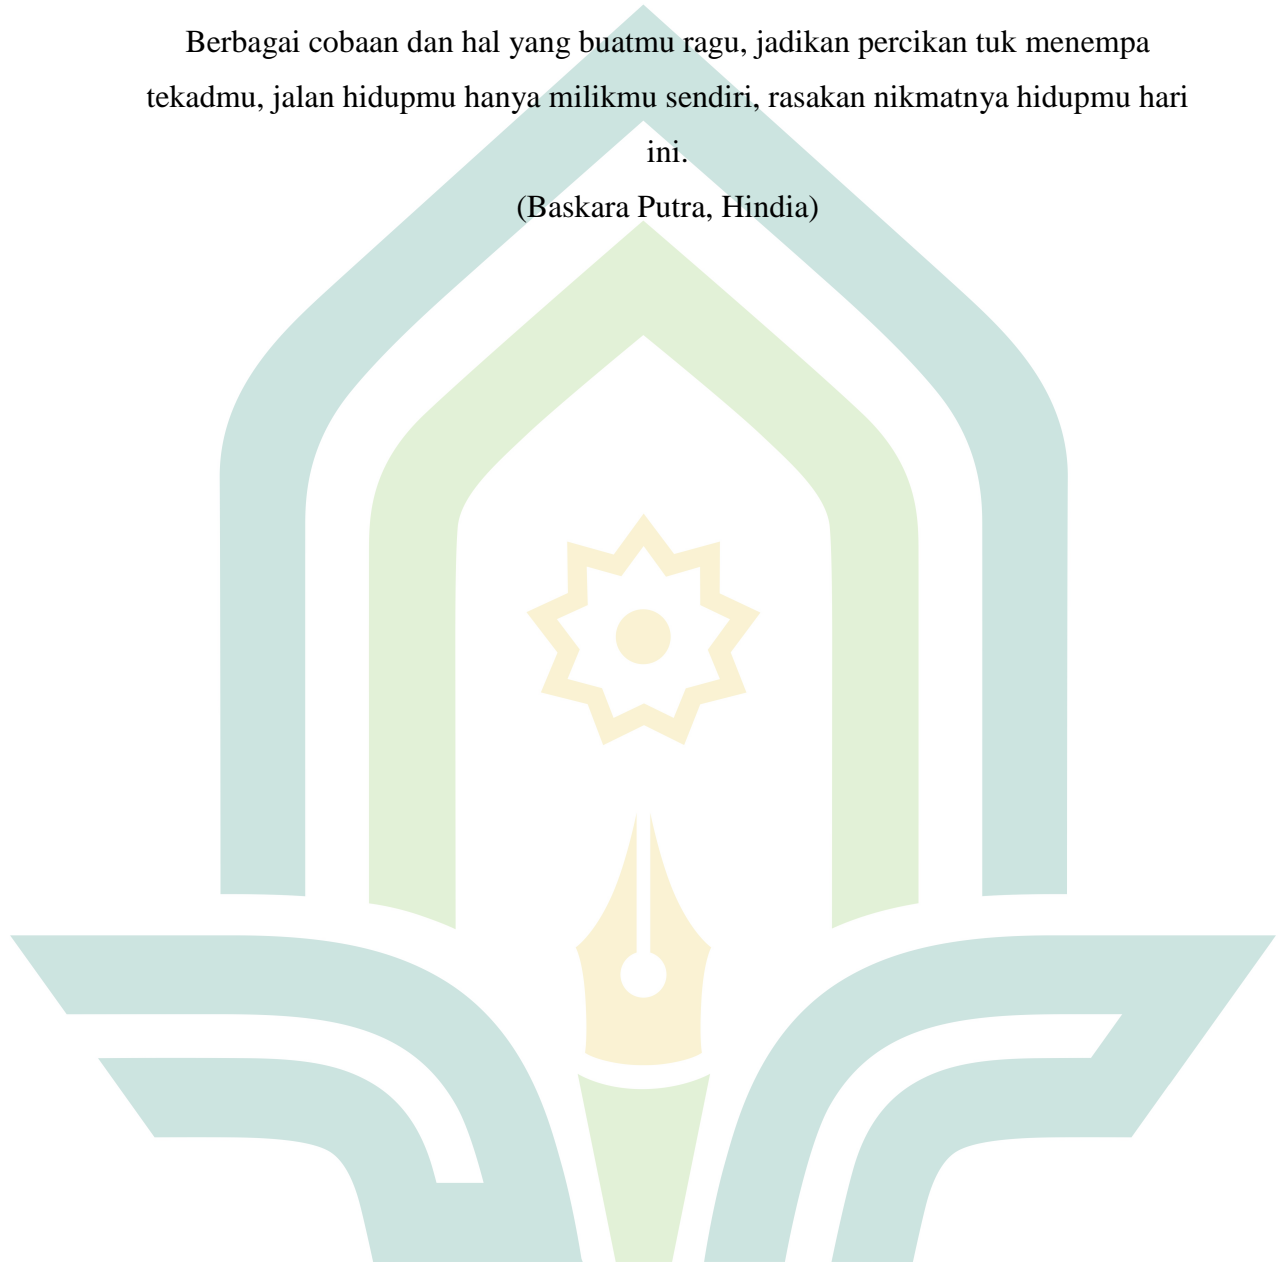 Berbagai cobaan dan hal yang buatmu ragu, jadikan percikan tuk menempa
tekadmu, jalan hidupmu hanya milikmu sendiri, rasakan nikmatnya hidupmu hari
ini.
(Baskara Putra, Hindia)